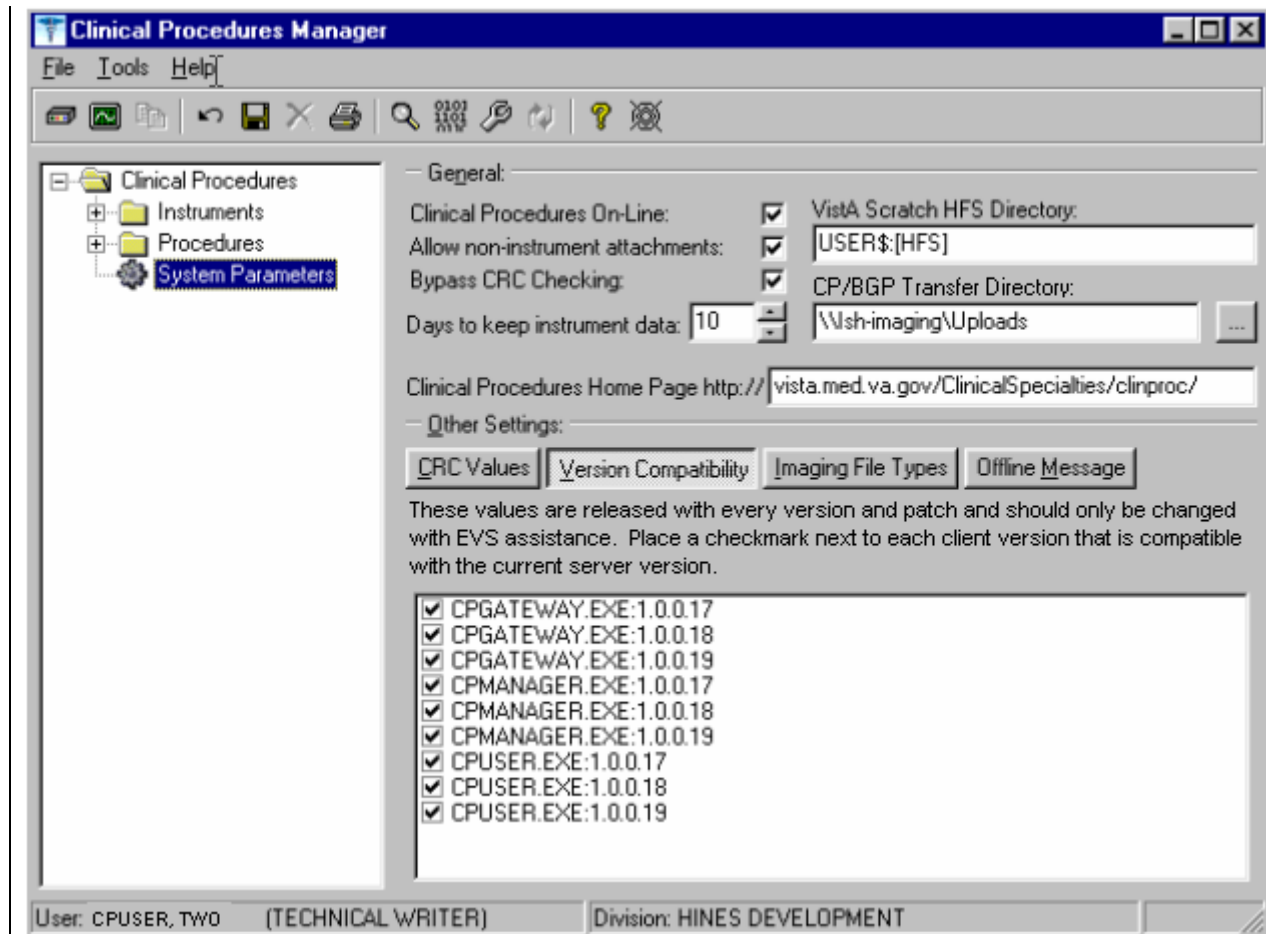 Clinical Procedures Manager
File Tools Help
Clinical Procedures
Instruments
Procedures
System Parameters
General:
Clinical Procedures On-Line:
Allow non-instrument attachments:
Bypass CRC Checking:
Days to keep instrument data: 10
VistA Scratch HFS Directory:
USER$:[HFS]
CP/BGP Transfer Directory:
\\Ish-imaging\Uploads
...
Clinical Procedures Home Page http:// vista.med.va.gov/ClinicalSpecialties/clinproc/
Other Settings:
CRC Values Version Compatibility Imaging File Types Offline Message
These values are released with every version and patch and should only be changed
with EVS assistance. Place a checkmark next to each client version that is compatible
with the current server version.
CPGATEWAY.EXE:1.0.0.17
CPGATEWAY.EXE:1.0.0.18
CPGATEWAY.EXE:1.0.0.19
CPMANAGER.EXE:1.0.0.17
CPMANAGER.EXE:1.0.0.18
CPMANAGER.EXE:1.0.0.19
CPUSER.EXE:1.0.0.17
CPUSER.EXE:1.0.0.18
CPUSER.EXE:1.0.0.19
User: CPUSER, TWO (TECHNICAL WRITER) Division: HINES DEVELOPMENT